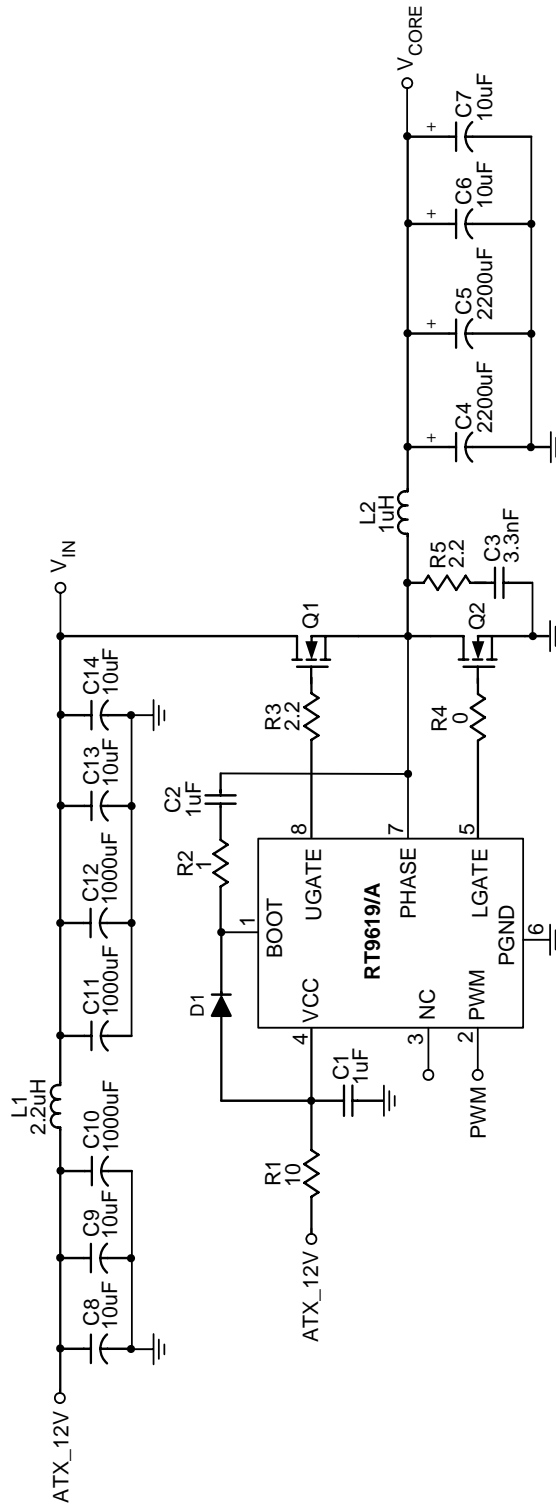 ATX_12V
C8
10uF
C9
10uF
C10
1000uF
L1
2.2uH
C11
1000uF
C12
1000uF
C13
10uF
C14
10uF
V_IN
ATX_12V
R1
10
C1
1uF
D1
R2
1
C2
1uF
1
BOOT
4
VCC
3
NC
PWM
2
PWM
RT9619/A
8
UGATE
7
PHASE
5
LGATE
PGND
6
R3
2.2
Q1
R4
0
Q2
R5
2.2
C3
3.3nF
L2
1uH
+
C4
2200uF
+
C5
2200uF
+
C6
10uF
+
C7
10uF
V_CORE